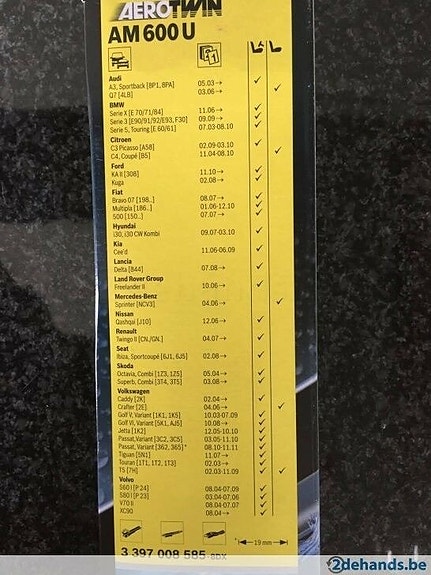 AEROTWIN
AM 600 U
Audi
A3, Sportback [8P1, 8PA] 05.03→ ✓
Q7 [4LB] 03.06→ ✓
BMW
Serie X [E 70/71/84] 11.06→ ✓
Serie 3 [E90/91/92/E93, F30] 09.09→ ✓
Serie 5, Touring [E 60/61] 07.03-08.10 ✓
Citroen
C3 Picasso [A58] 02.09-03.10 ✓
C4, Coupé [B5] 11.04-08.10 ✓
Ford
KA II [308] 11.10→ ✓
Kuga 02.08→ ✓
Fiat
Bravo 07 [198..] 08.07→ ✓
Multipla [186..] 01.06-12.10 ✓
500 [150..] 07.07→ ✓
Hyundai
i30, i30 CW Kombi 09.07-03.10 ✓
Kia
Cee'd 11.06-06.09 ✓
Lancia
Delta [844] 07.08→ ✓
Land Rover Group
Freelander II 10.06→ ✓
Mercedes-Benz
Sprinter [NCV3] 04.06→ ✓
Nissan
Qashqai [J10] 12.06→ ✓
Renault
Twingo II [CN./GN.] 04.07→ ✓
Seat
Ibiza, Sportcoupé [6J1, 6J5] 02.08→ ✓
Skoda
Octavia, Combi [1Z3, 1Z5] 05.04→ ✓
Superb, Combi [3T4, 3T5] 03.08→ ✓
Volkswagen
Caddy [2K] 02.04→ ✓
Crafter [2E] 04.06→ ✓
Golf V, Variant [1K1, 1K5] 10.03-07.09 ✓
Golf VI, Variant [5K1, AJ5] 10.08→ ✓
Jetta [1K2] 12.05-10.10 ✓
Passat, Variant [3C2, 3C5] 03.05-11.10 ✓
Passat, Variant [362, 365]* 08.10-11.11 ✓
Tiguan [5N1] 11.07→ ✓
Touran [1T1, 1T2, 1T3] 02.03→ ✓
T5 [7H] 02.03-11.09 ✓
Volvo
S60 I [P 24] 08.04-07.09 ✓
S80 I [P 23] 03.04-07.06 ✓
V70 II 08.04-07.07 ✓
XC90 08.04→ ✓
* 19 mm
3 397 008 585-8DX
2dehands.be